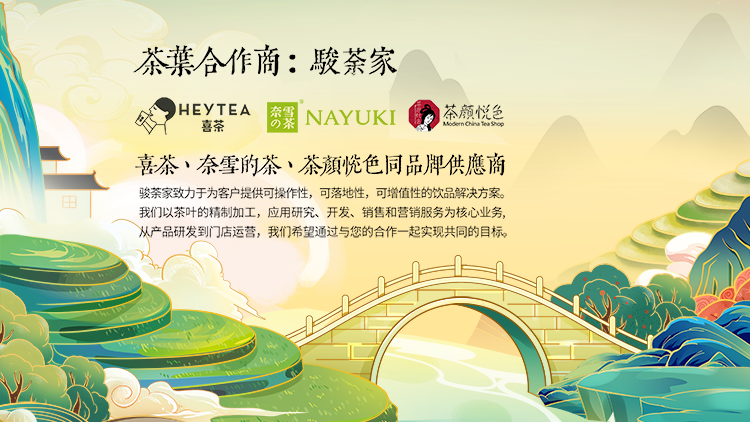 茶葉合作商：駿茶家
HEYTEA
喜茶
奈雪の茶
NAYUKI
茶顏悅色
Modern China Tea Shop
喜茶、奈雪的茶、茶顏悅色同品牌供應商
骏茶家致力于为客户提供可操作性，可落地性，可增值性的饮品解决方案。
我们以茶叶的精制加工，应用研究、开发、销售和营销服务为核心业务，
从产品研发到门店运营，我们希望通过与您的合作一起实现共同的目标。